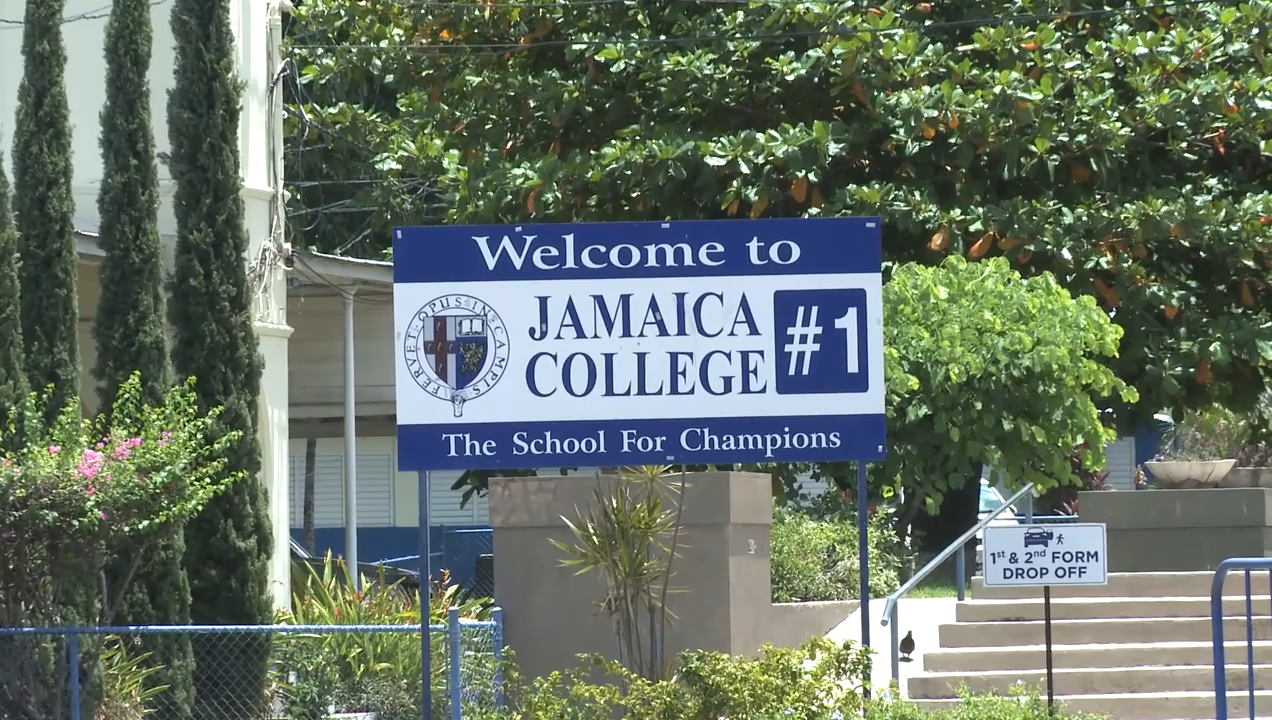 Welcome to
FERVET OPUS IN CAMPIS
JAMAICA
COLLEGE
#1
The School For Champions
1st & 2nd FORM
DROP OFF